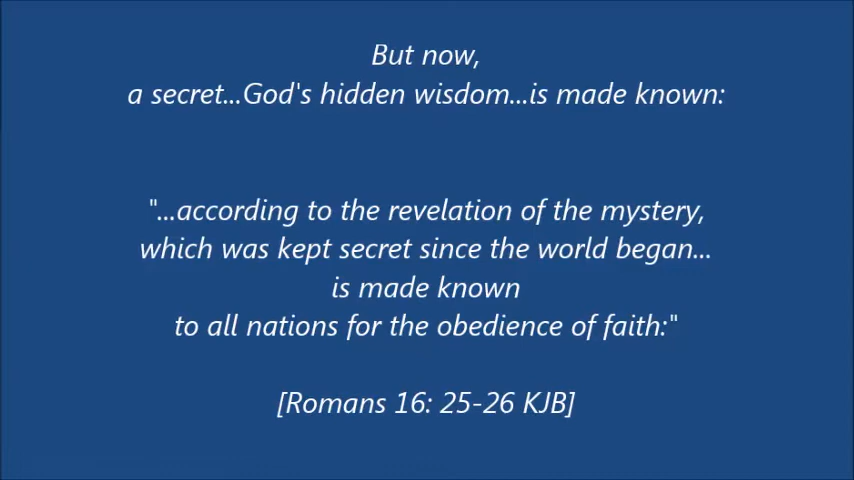 But now,
a secret...God's hidden wisdom...is made known:
"...according to the revelation of the mystery,
which was kept secret since the world began...
is made known
to all nations for the obedience of faith:"
[Romans 16: 25-26 KJB]